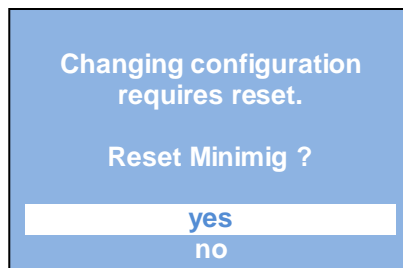 Changing configuration
requires reset.
Reset Minimig ?
yes
no